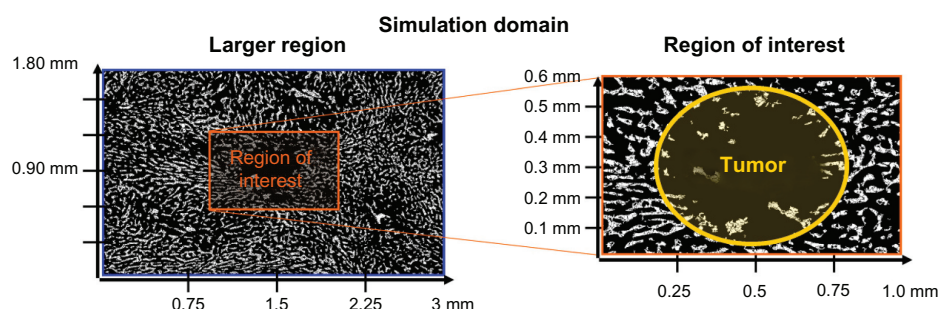 Simulation domain
Larger region
Region of interest
1.80 mm
0.90 mm
Region of
interest
0.75
1.5
2.25
3 mm
0.6 mm
0.5 mm
0.4 mm
0.3 mm
0.2 mm
0.1 mm
Tumor
0.25
0.5
0.75
1.0 mm